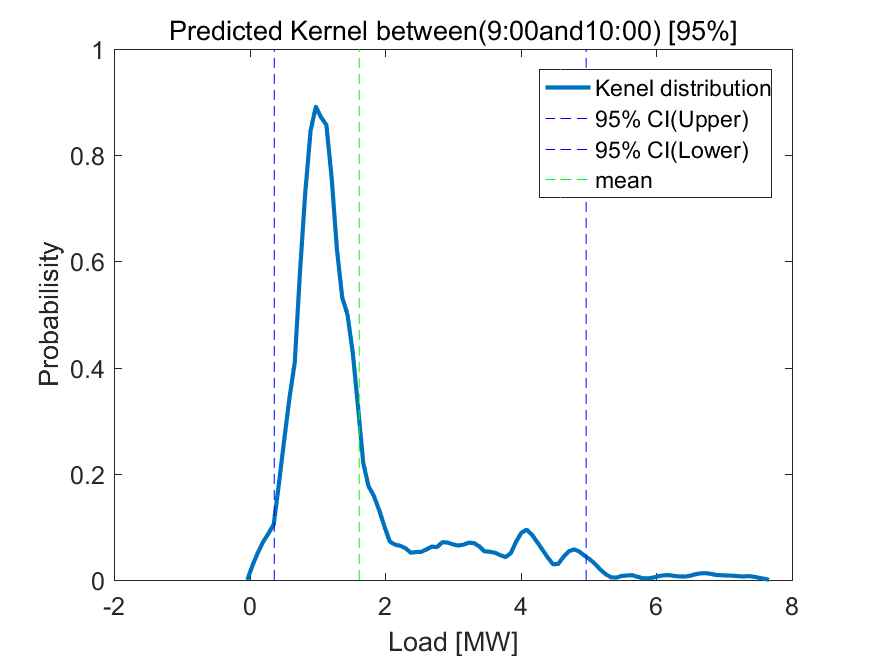 Predicted Kernel between(9:00and10:00) [95%]
1
0.8
0.6
0.4
0.2
0
-2
0
2
4
6
8
Probabilisity
Load [MW]
Kenel distribution
95% CI(Upper)
95% CI(Lower)
mean